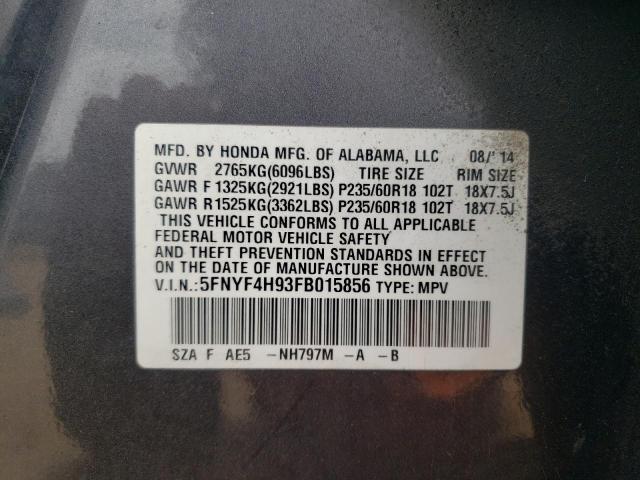 MFD. BY HONDA MFG. OF ALABAMA, LLC 08/'14
GVWR 2765KG(6096LBS) TIRE SIZE RIM SIZE
GAWR F 1325KG(2921LBS) P235/60R18 102T 18X7.5J
GAWR R 1525KG(3362LBS) P235/60R18 102T 18X7.5J
THIS VEHICLE CONFORMS TO ALL APPLICABLE
FEDERAL MOTOR VEHICLE SAFETY
AND THEFT PREVENTION STANDARDS IN EFFECT
ON THE DATE OF MANUFACTURE SHOWN ABOVE.
V.I.N.:5FNYF4H93FB015856 TYPE: MPV
SZA F AE5 -NH797M -A -B